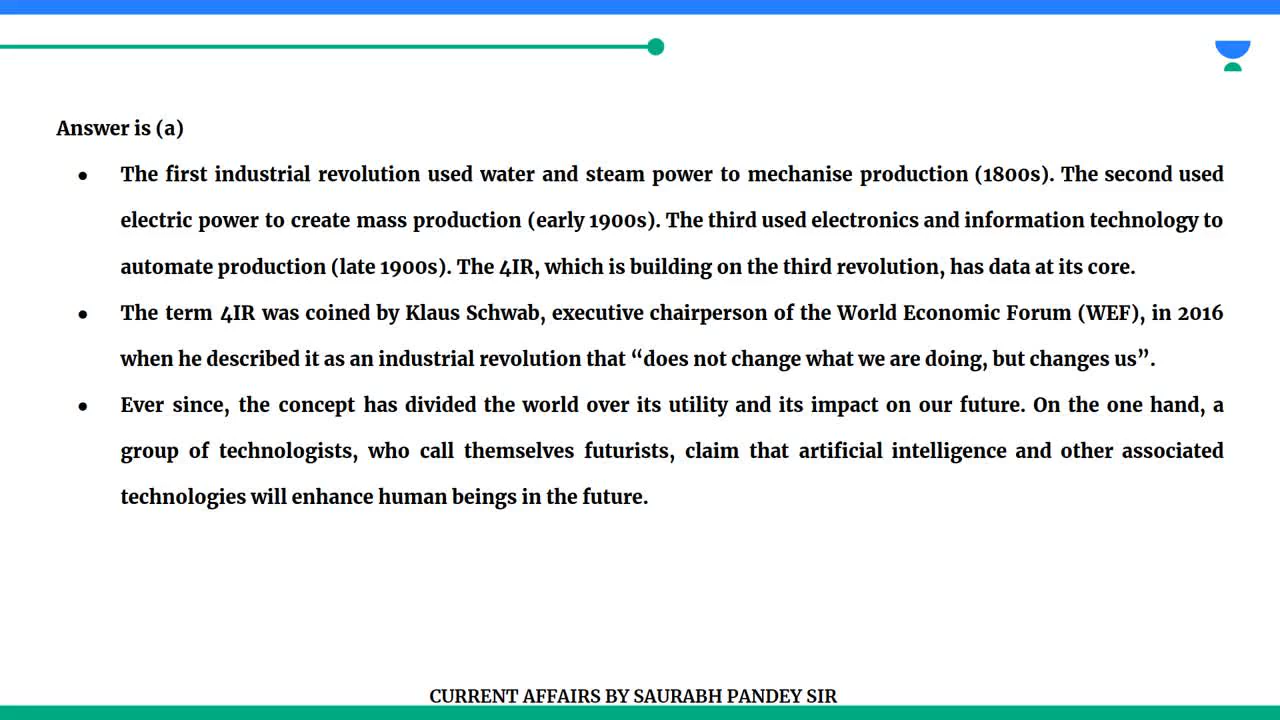 Answer is (a)
● The first industrial revolution used water and steam power to mechanise production (1800s). The second used
electric power to create mass production (early 1900s). The third used electronics and information technology to
automate production (late 1900s). The 4IR, which is building on the third revolution, has data at its core.
● The term 4IR was coined by Klaus Schwab, executive chairperson of the World Economic Forum (WEF), in 2016
when he described it as an industrial revolution that “does not change what we are doing, but changes us”.
● Ever since, the concept has divided the world over its utility and its impact on our future. On the one hand, a
group of technologists, who call themselves futurists, claim that artificial intelligence and other associated
technologies will enhance human beings in the future.
CURRENT AFFAIRS BY SAURABH PANDEY SIR